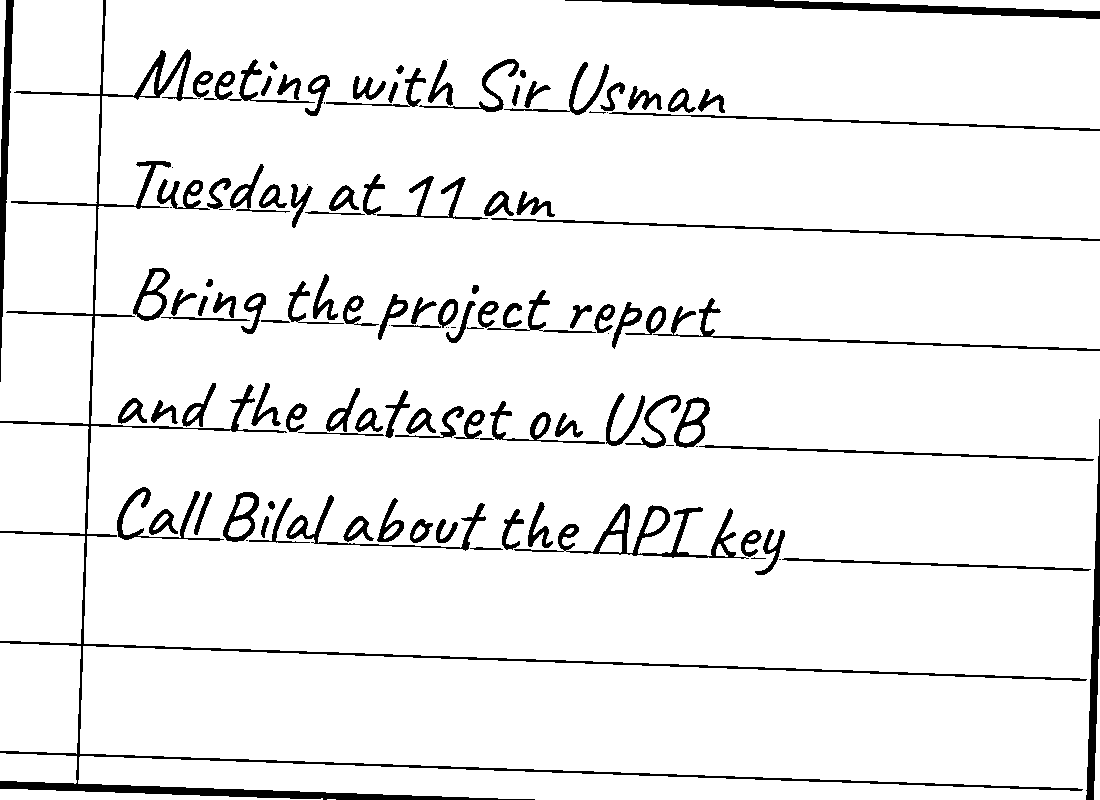 Meeting with Sir Usman
Tuesday at 11 am
Bring the project report
and the dataset on USB
Call Bilal about the API key